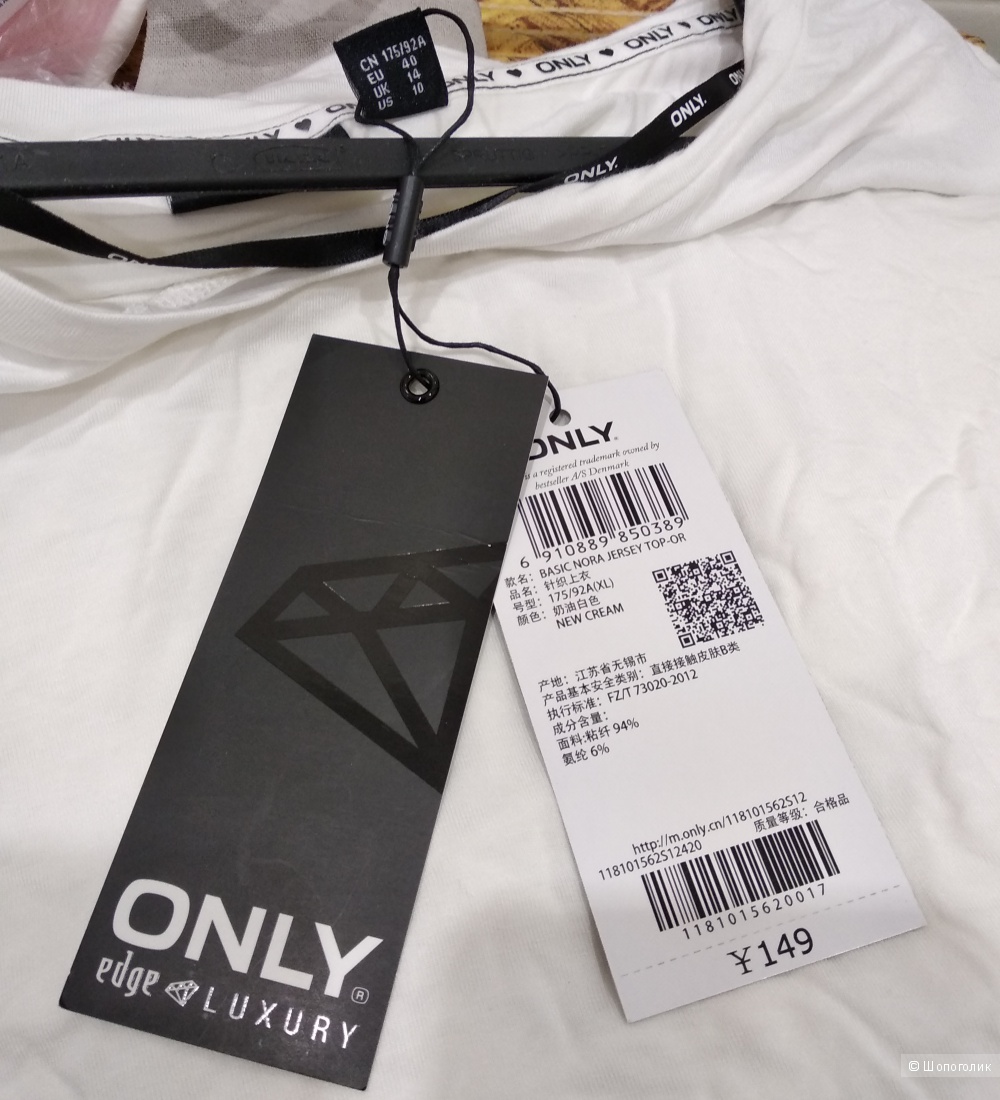 CN 175/92A
EU 40
UK 14
US 10
ONLY ♥ ONLY ♥ ONLY
ONLY.
ONLY.
ONLY.
is a registered trademark owned by
bestseller A/S Denmark
6 910889 850389
款名： BASIC NORA JERSEY TOP-OR
品名： 针织上衣
号型： 175/92A(XL)
颜色： 奶油白色
NEW CREAM
产地： 江苏省无锡市
产品基本安全类别： 直接接触皮肤B类
执行标准： FZ/T 73020-2012
成分含量：
面料:粘纤 94%
氨纶 6%
http://m.only.cn/118101562S12
质量等级： 合格品
118101562S12420
1181015620017
¥149
ONLY®
edge LUXURY
© Шопоголик